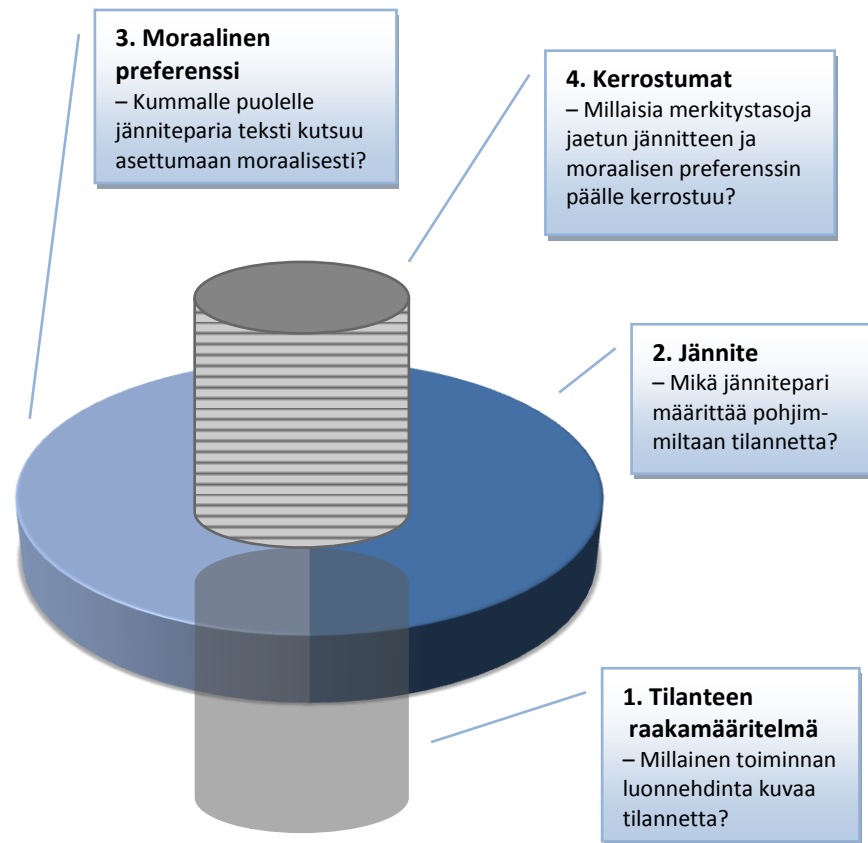 3. Moraalinen
preferenssi
– Kummalle puolelle
jänniteparia teksti kutsuu
asettumaan moraalisesti?
4. Kerrostumat
– Millaisia merkitystasoja
jaetun jännitteen ja
moraalisen preferenssin
päälle kerrostuu?
2. Jännite
– Mikä jännitepari
määrittää pohjim-
miltaan tilannetta?
1. Tilanteen
raakamääritelmä
– Millainen toiminnan
luonnehdinta kuvaa
tilannetta?